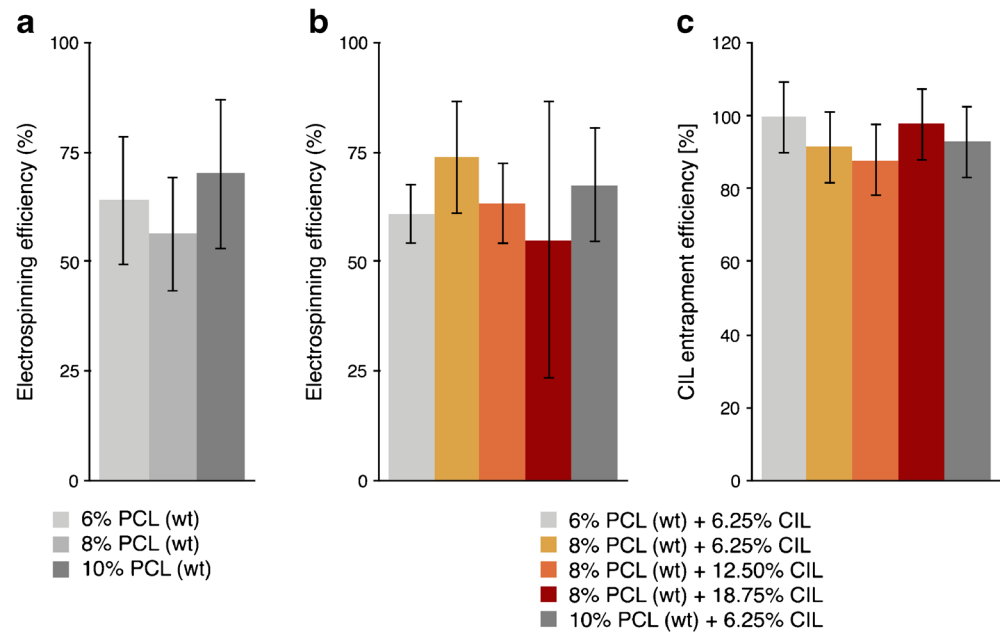 a
b
c
Electrospinning efficiency (%)
100
75
50
25
0
Electrospinning efficiency (%)
100
75
50
25
0
CIL entrapment efficiency [%]
120
100
80
60
40
20
0
6% PCL (wt)
8% PCL (wt)
10% PCL (wt)
6% PCL (wt) + 6.25% CIL
8% PCL (wt) + 6.25% CIL
8% PCL (wt) + 12.50% CIL
8% PCL (wt) + 18.75% CIL
10% PCL (wt) + 6.25% CIL